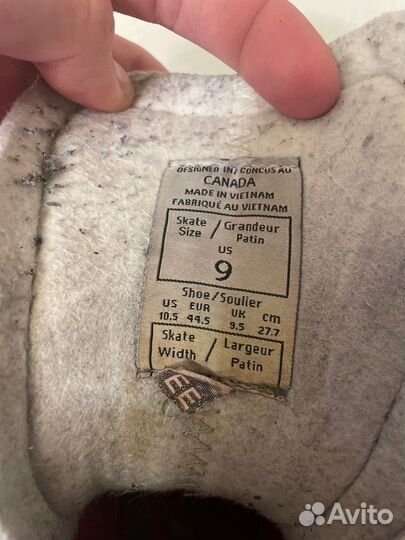 DESIGNED IN / CONCUS AU
CANADA
MADE IN VIETNAM
FABRIQUÉ AU VIETNAM
Skate / Grandeur
Size Patin
US
9
Shoe / Soulier
US EUR UK cm
10.5 44.5 9.5 27.7
Skate / Largeur
Width Patin
EE
Avito